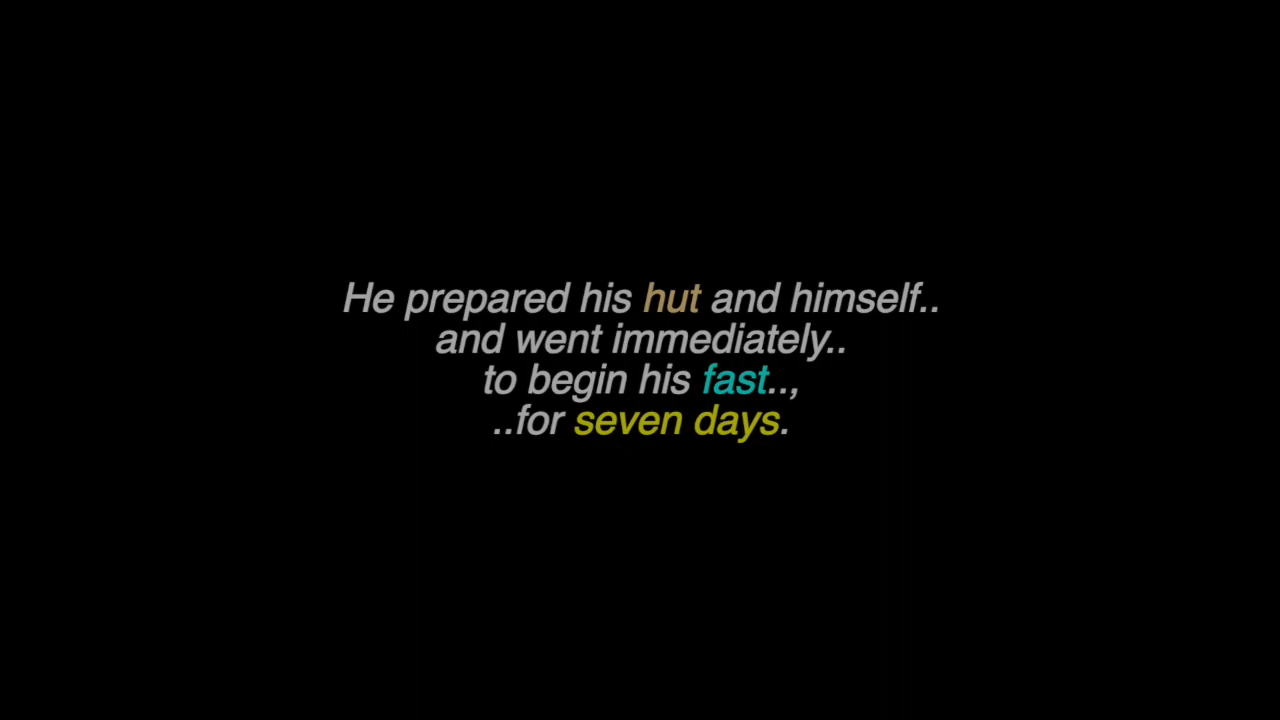 He prepared his hut and himself..
and went immediately..
to begin his fast..,
..for seven days.